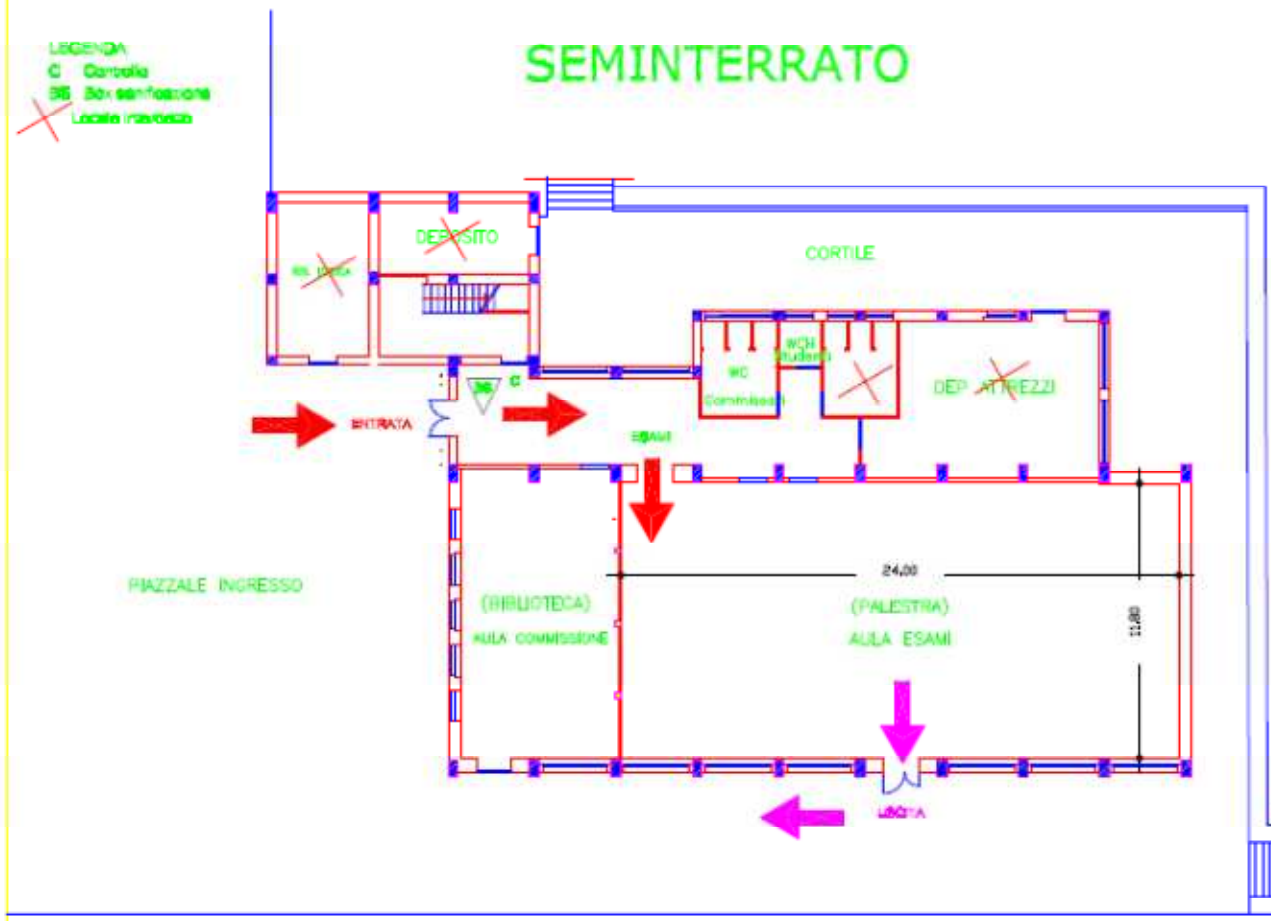 LEGENDA
C Controllo
BS Box sanificazione
Locale interdetto
SEMINTERRATO
DEPOSITO
CORTILE
WCH
Studenti
WC
Commissari
DEP. ATTREZZI
BS
C
ENTRATA
ESAMI
PIAZZALE INGRESSO
24,00
(BIBLIOTECA)
AULA COMMISSIONE
(PALESTRA)
AULA ESAMI
11,80
USCITA